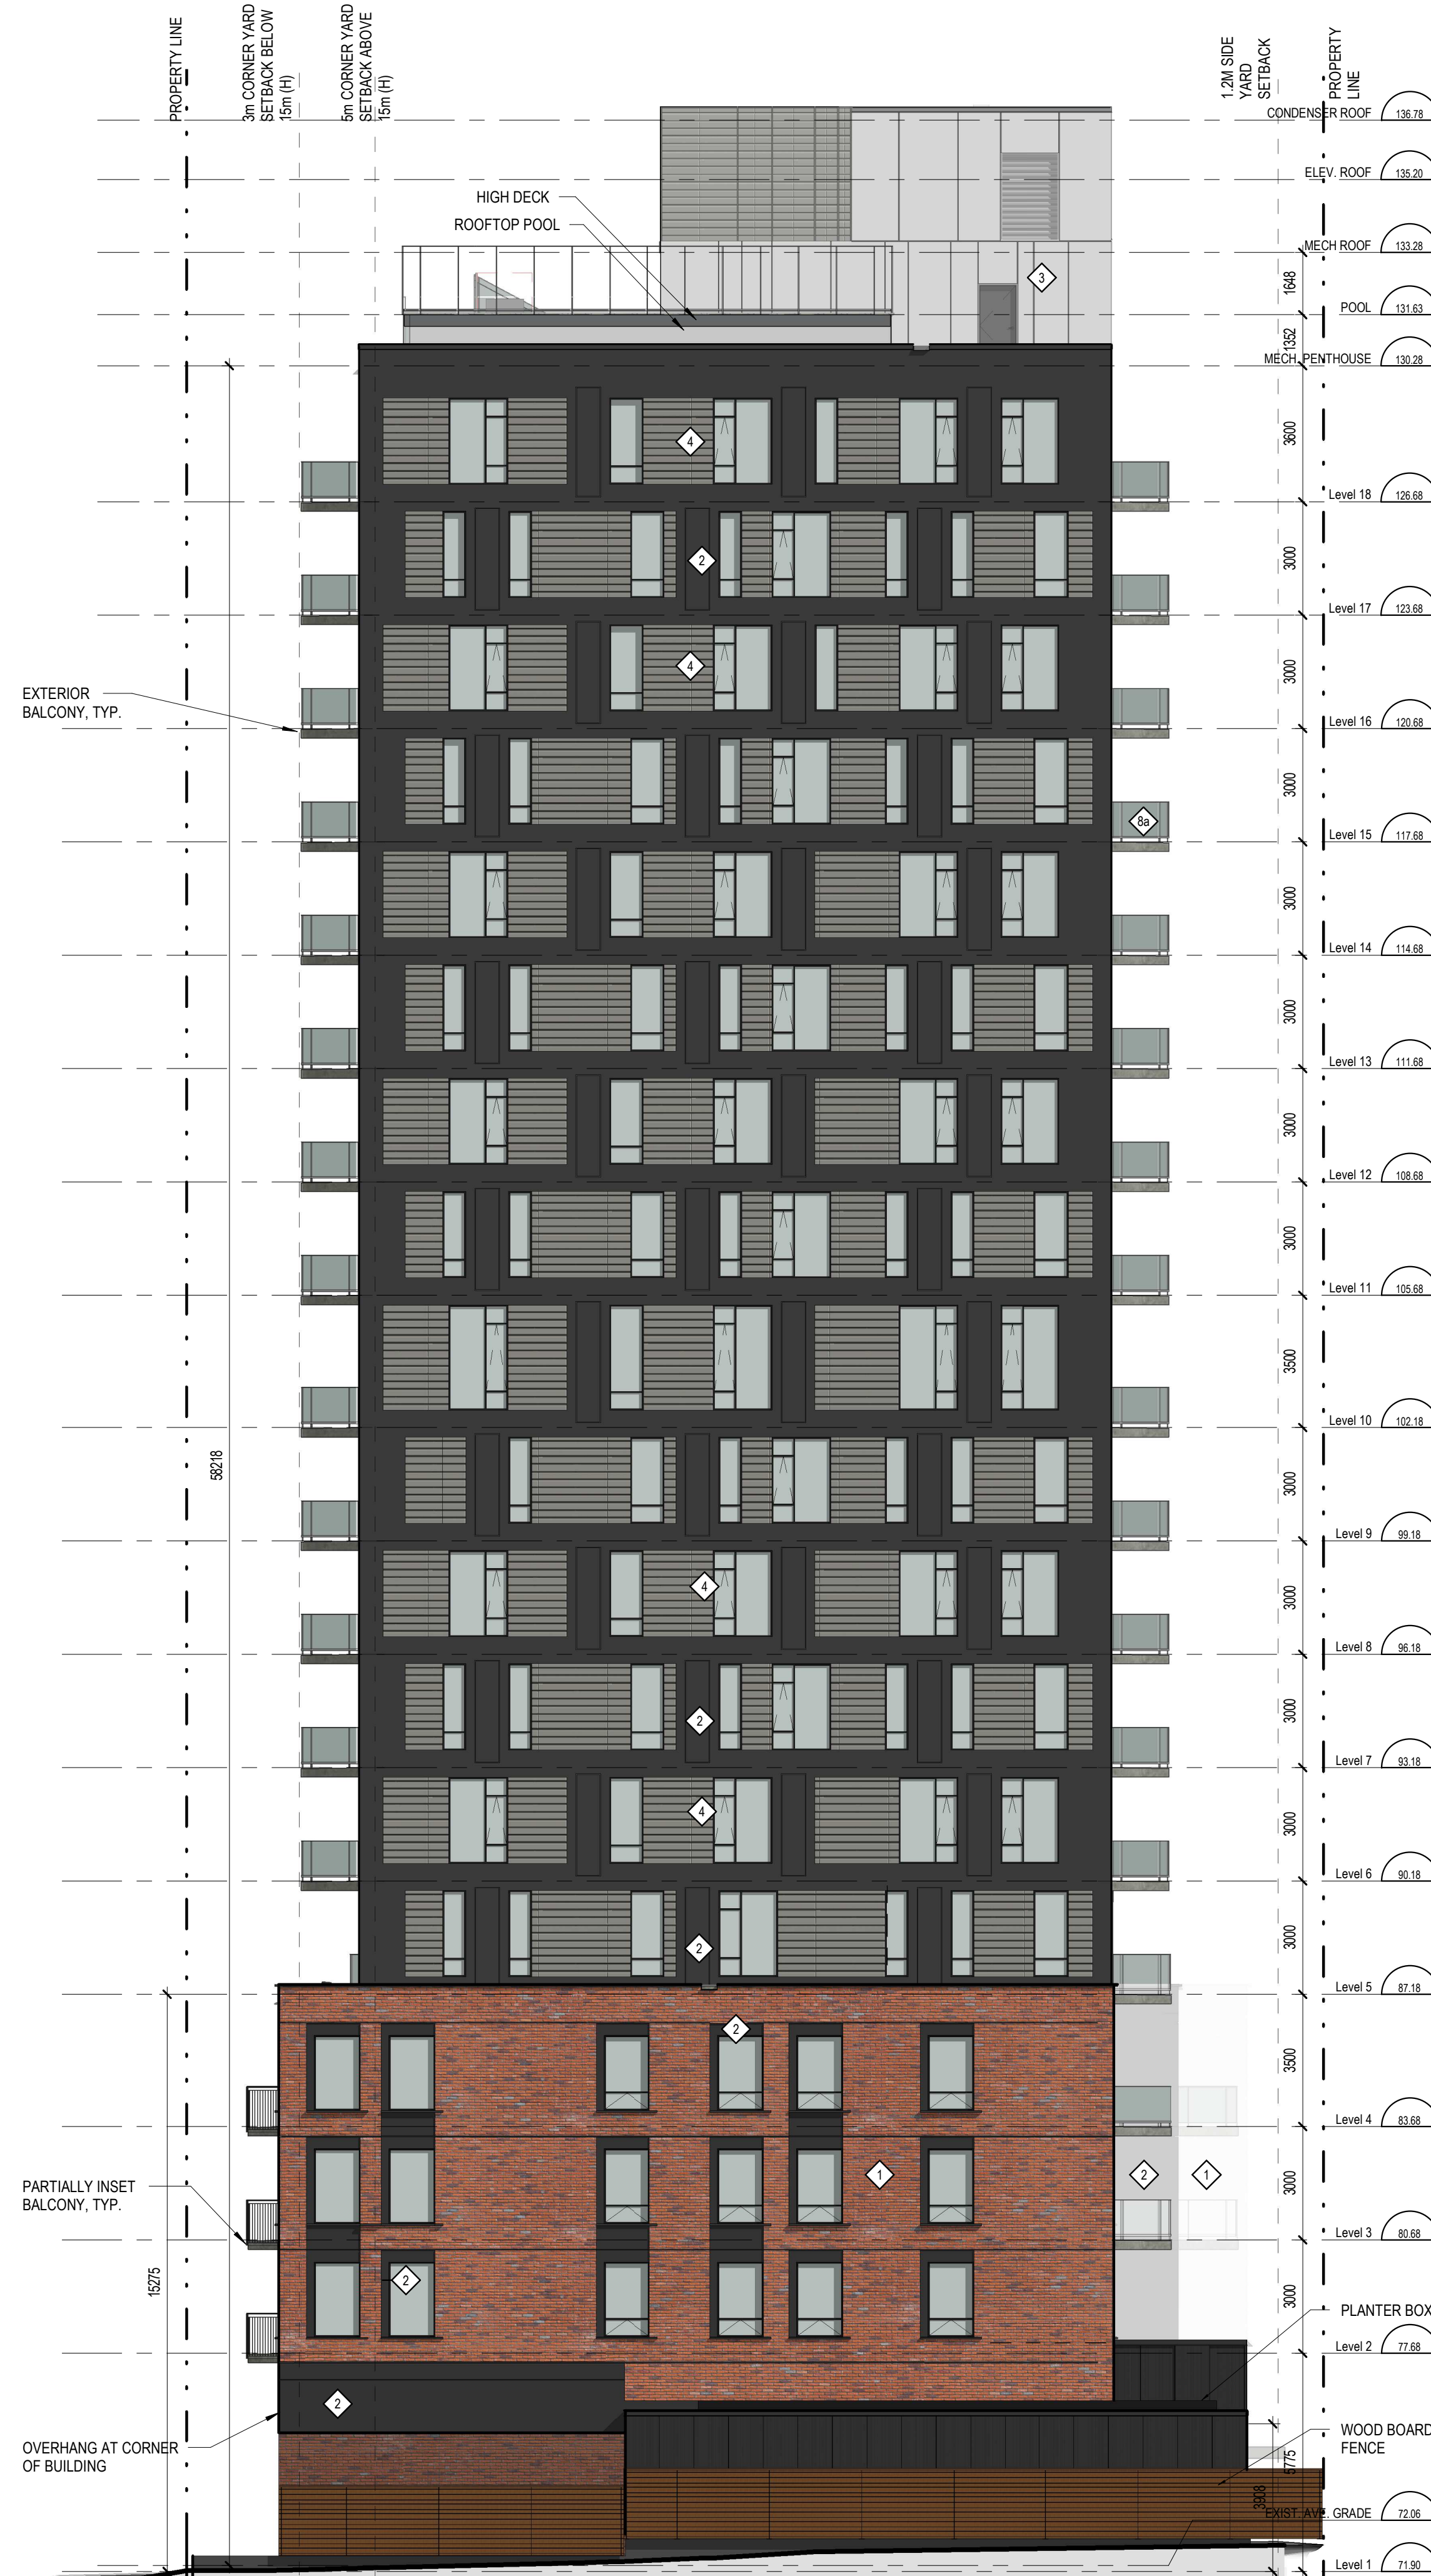 PROPERTY LINE
3m CORNER YARD
SETBACK BELOW
15m (H)
5m CORNER YARD
SETBACK ABOVE
15m (H)
1.2M SIDE
YARD
SETBACK
PROPERTY
LINE
CONDENSER ROOF 136.78
ELEV. ROOF 135.20
HIGH DECK
ROOFTOP POOL
MECH ROOF 133.28
3
1648
POOL 131.63
1352
MECH. PENTHOUSE 130.28
4
3600
Level 18 126.68
2
3000
Level 17 123.68
4
3000
EXTERIOR
BALCONY, TYP.
Level 16 120.68
3000
8a
Level 15 117.68
3000
Level 14 114.68
3000
Level 13 111.68
3000
Level 12 108.68
3000
Level 11 105.68
3500
Level 10 102.18
58218
3000
Level 9 99.18
4
3000
Level 8 96.18
2
3000
Level 7 93.18
4
3000
Level 6 90.18
2
3000
Level 5 87.18
2
3500
Level 4 83.68
1
2
1
3000
PARTIALLY INSET
BALCONY, TYP.
Level 3 80.68
2
15275
3000
PLANTER BOX
Level 2 77.68
2
OVERHANG AT CORNER
OF BUILDING
WOOD BOARD
FENCE
5775
3908
EXIST. AVE. GRADE 72.06
Level 1 71.90